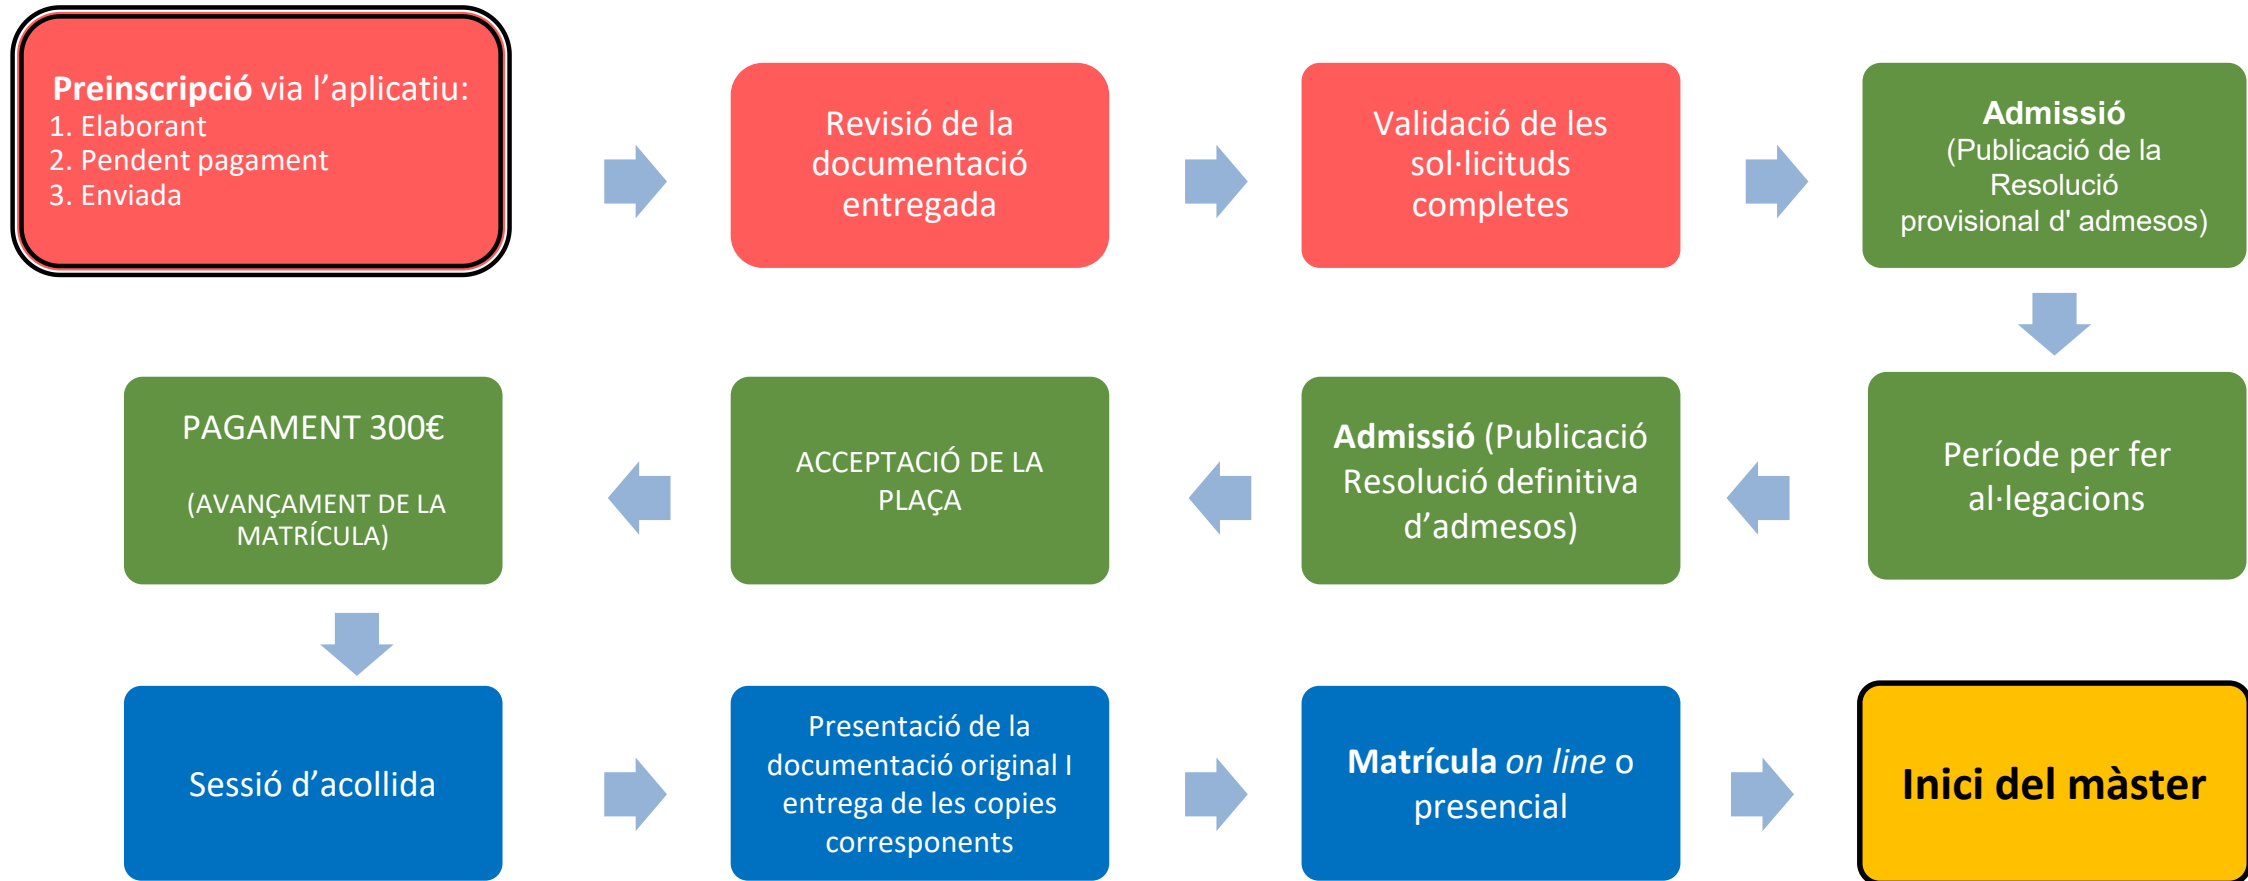 Preinscripció via l’aplicatiu:
1. Elaborant
2. Pendent pagament
3. Enviada
Revisió de la
documentació
entregada
Validació de les
sol·licituds
completes
Admissió
(Publicació de la
Resolució
provisional d' admesos)
Període per fer
al·legacions
Admissió (Publicació
Resolució definitiva
d’admesos)
ACCEPTACIÓ DE LA
PLAÇA
PAGAMENT 300€
(AVANÇAMENT DE LA
MATRÍCULA)
Sessió d’acollida
Presentació de la
documentació original I
entrega de les copies
corresponents
Matrícula on line o
presencial
Inici del màster